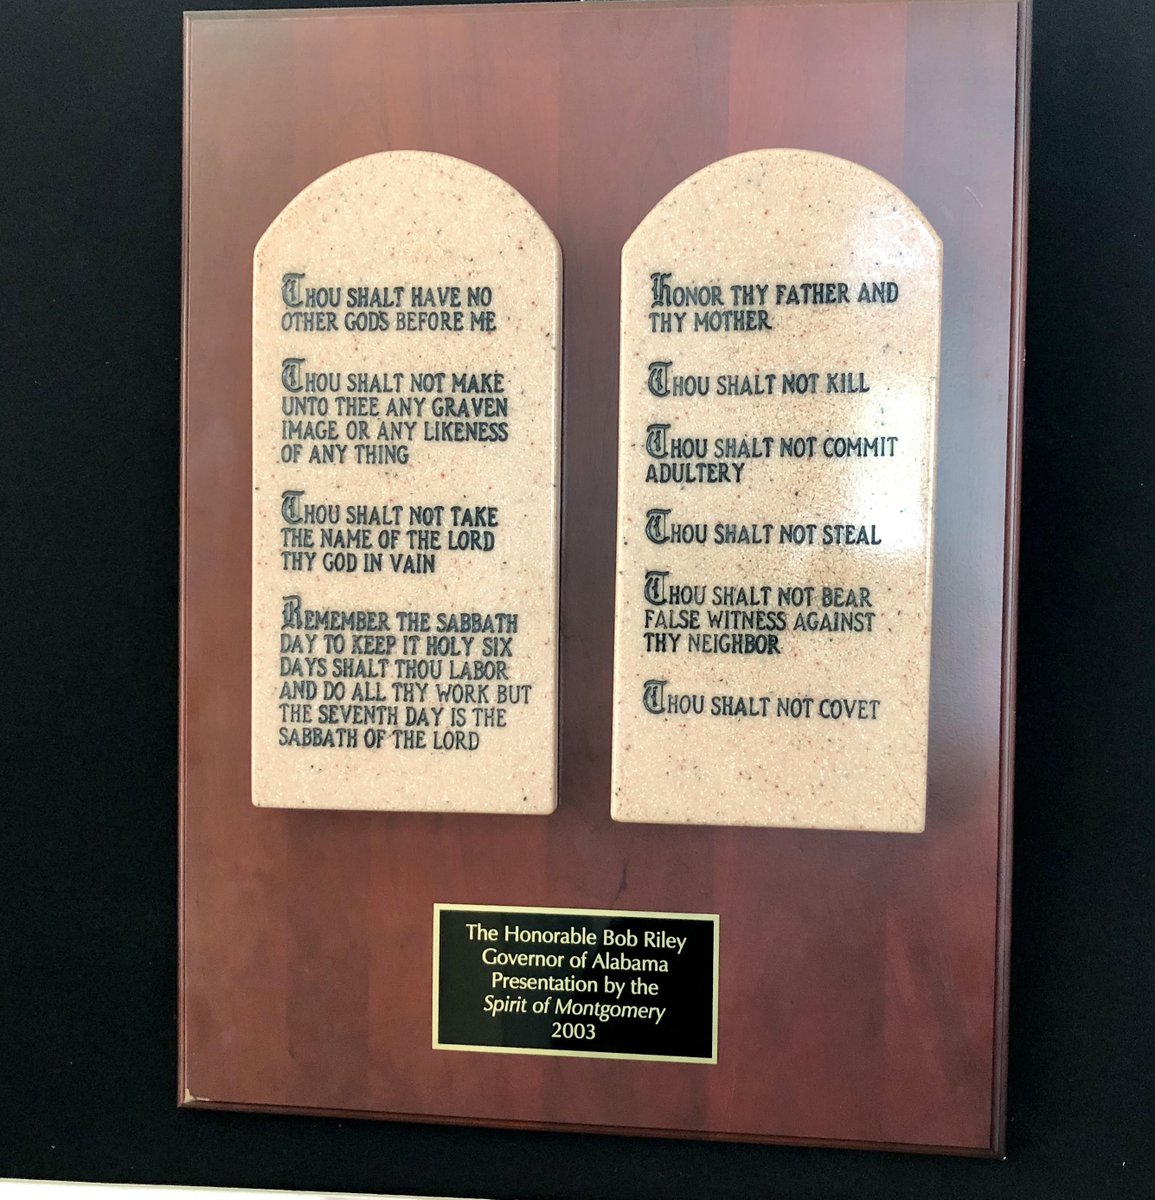 THOU SHALT HAVE NO
OTHER GODS BEFORE ME
THOU SHALT NOT MAKE
UNTO THEE ANY GRAVEN
IMAGE OR ANY LIKENESS
OF ANY THING
THOU SHALT NOT TAKE
THE NAME OF THE LORD
THY GOD IN VAIN
REMEMBER THE SABBATH
DAY TO KEEP IT HOLY SIX
DAYS SHALT THOU LABOR
AND DO ALL THY WORK BUT
THE SEVENTH DAY IS THE
SABBATH OF THE LORD
HONOR THY FATHER AND
THY MOTHER
THOU SHALT NOT KILL
THOU SHALT NOT COMMIT
ADULTERY
THOU SHALT NOT STEAL
THOU SHALT NOT BEAR
FALSE WITNESS AGAINST
THY NEIGHBOR
THOU SHALT NOT COVET
The Honorable Bob Riley
Governor of Alabama
Presentation by the
Spirit of Montgomery
2003